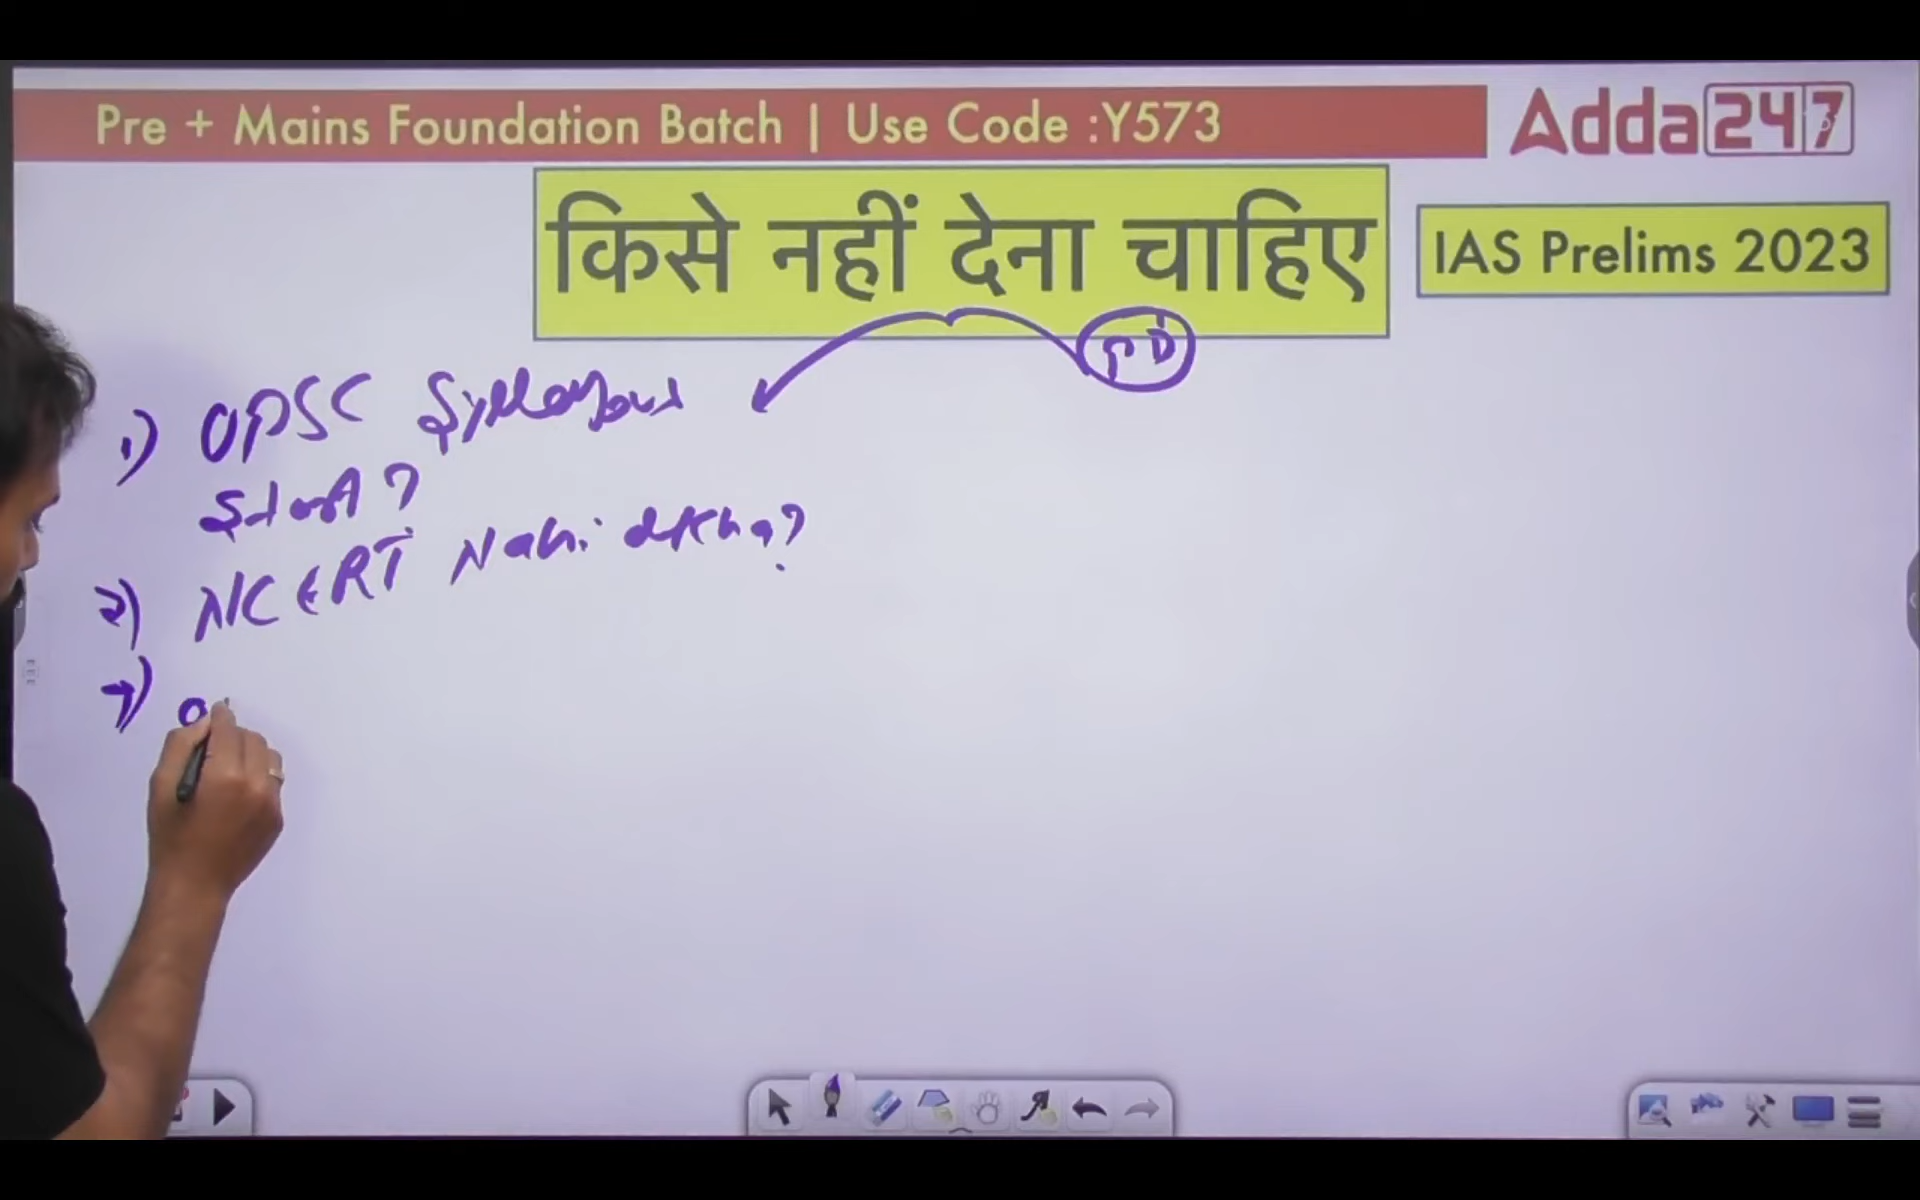 Pre + Mains Foundation Batch | Use Code :Y573
Adda247
किसे नहीं देना चाहिए
IAS Prelims 2023
1) UPSC Syllabus
2) NCERT Nahi dekha?